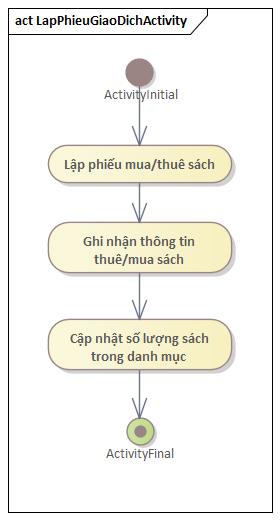 act LapPhieuGiaoDichActivity
ActivityInitial
Lập phiếu mua/thuê sách
Ghi nhận thông tin
thuê/mua sách
Cập nhật số lượng sách
trong danh mục
ActivityFinal